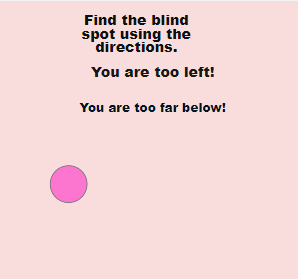 Find the blind
spot using the
directions.
You are too left!
You are too far below!